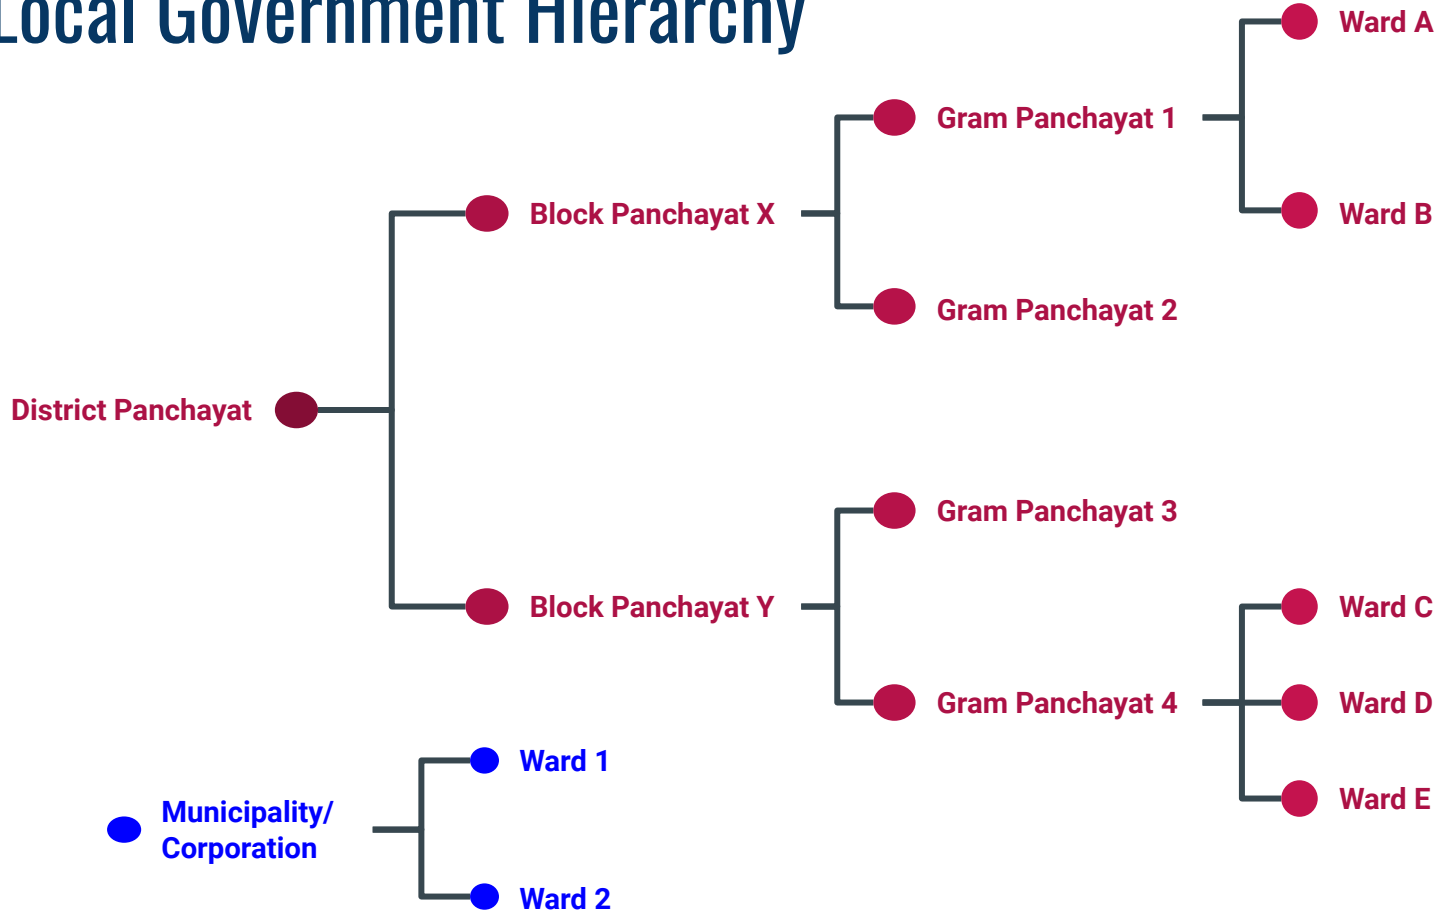 Local Government Hierarchy
Ward A
Gram Panchayat 1
Block Panchayat X
Ward B
Gram Panchayat 2
District Panchayat
Gram Panchayat 3
Block Panchayat Y
Ward C
Gram Panchayat 4
Ward D
Ward 1
Ward E
Municipality/
Corporation
Ward 2